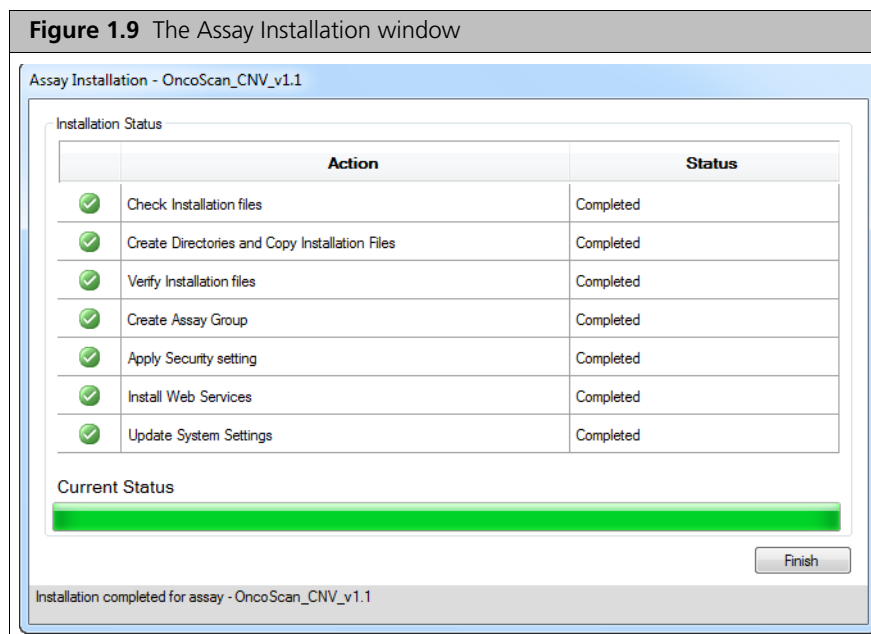 Figure 1.9 The Assay Installation window
Assay Installation - OncoScan_CNV_v1.1
Installation Status
Action Status
Check Installation files Completed
Create Directories and Copy Installation Files Completed
Verify Installation files Completed
Create Assay Group Completed
Apply Security setting Completed
Install Web Services Completed
Update System Settings Completed
Current Status
Finish
Installation completed for assay - OncoScan_CNV_v1.1